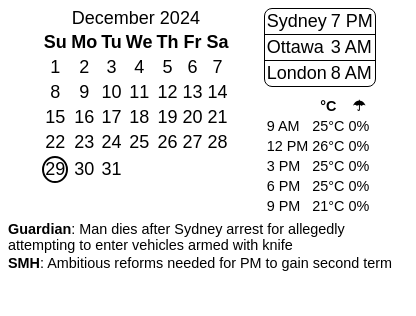 December 2024
Su Mo Tu We Th Fr Sa
1 2 3 4 5 6 7
8 9 10 11 12 13 14
15 16 17 18 19 20 21
22 23 24 25 26 27 28
29 30 31
Sydney 7 PM
Ottawa 3 AM
London 8 AM
°C ☂
9 AM 25°C 0%
12 PM 26°C 0%
3 PM 25°C 0%
6 PM 25°C 0%
9 PM 21°C 0%
Guardian: Man dies after Sydney arrest for allegedly
attempting to enter vehicles armed with knife
SMH: Ambitious reforms needed for PM to gain second term